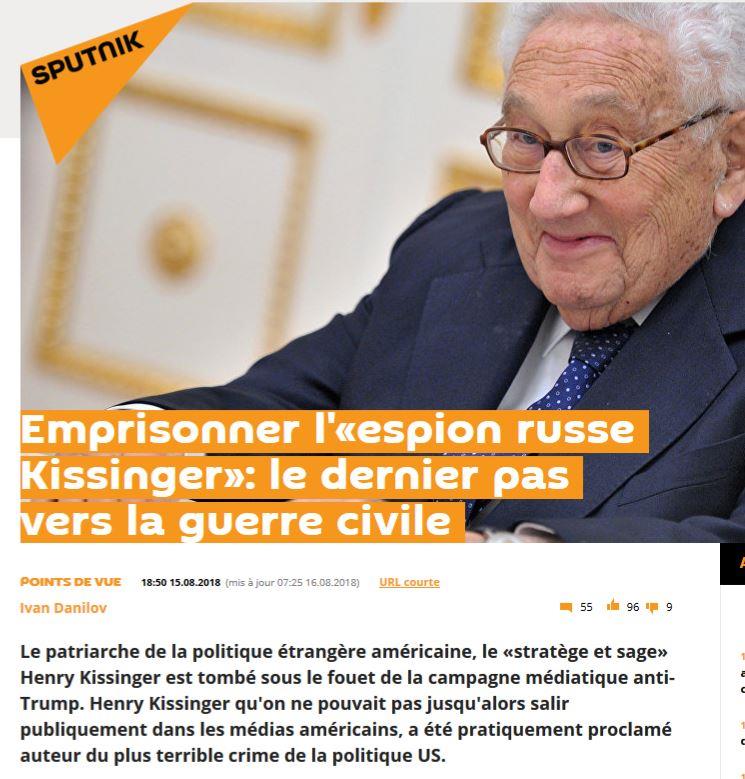 SPUTNIK
Emprisonner l'«espion russe
Kissinger»: le dernier pas
vers la guerre civile
POINTS DE VUE 18:50 15.08.2018 (mis à jour 07:25 16.08.2018) URL courte
Ivan Danilov 55 96 9
Le patriarche de la politique étrangère américaine, le «stratège et sage»
Henry Kissinger est tombé sous le fouet de la campagne médiatique anti-
Trump. Henry Kissinger qu'on ne pouvait pas jusqu'alors salir
publiquement dans les médias américains, a été pratiquement proclamé
auteur du plus terrible crime de la politique US.